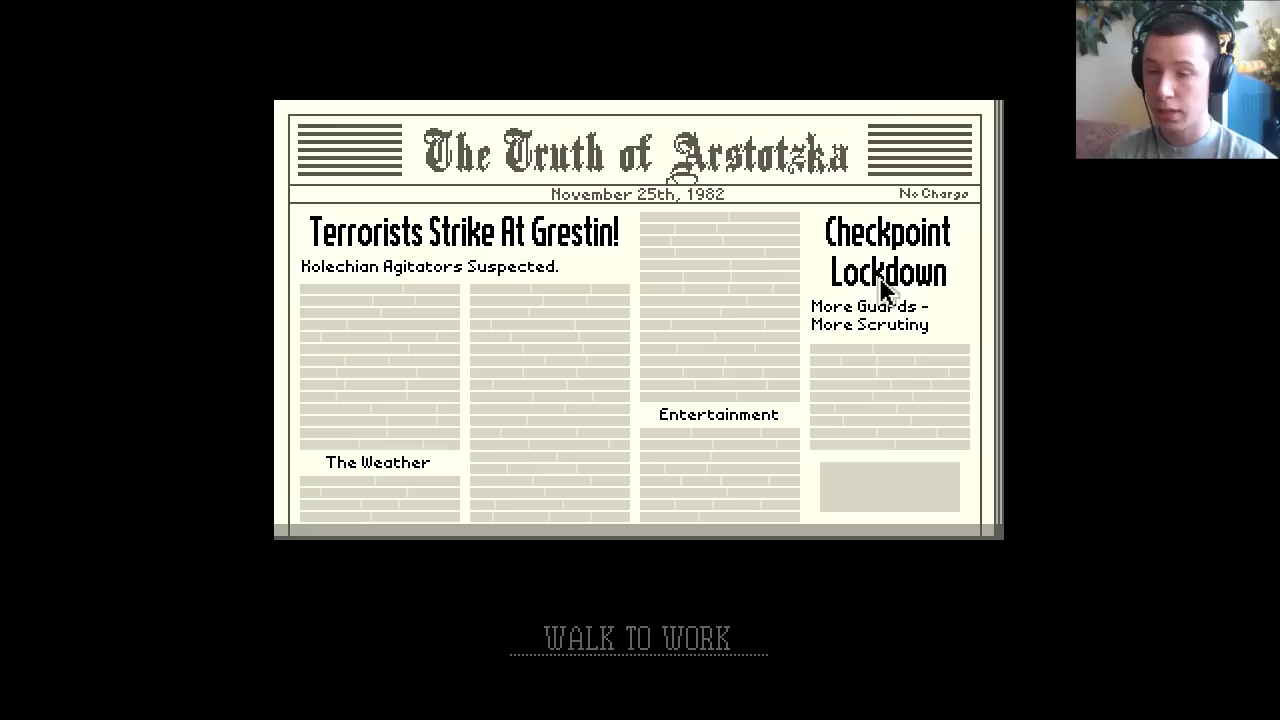 The Truth of Arstotzka
November 25th, 1982
No Charge
Terrorists Strike At Grestin!
Kolechian Agitators Suspected.
The Weather
Entertainment
Checkpoint
Lockdown
More Guards -
More Scrutiny
WALK TO WORK